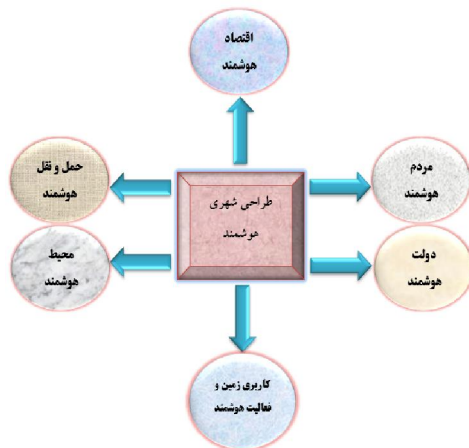 اقتصاد
هوشمند
مردم
هوشمند
حمل و نقل
هوشمند
طراحی شهری
هوشمند
دولت
هوشمند
محیط
هوشمند
کاربری زمین و
فعالیت هوشمند